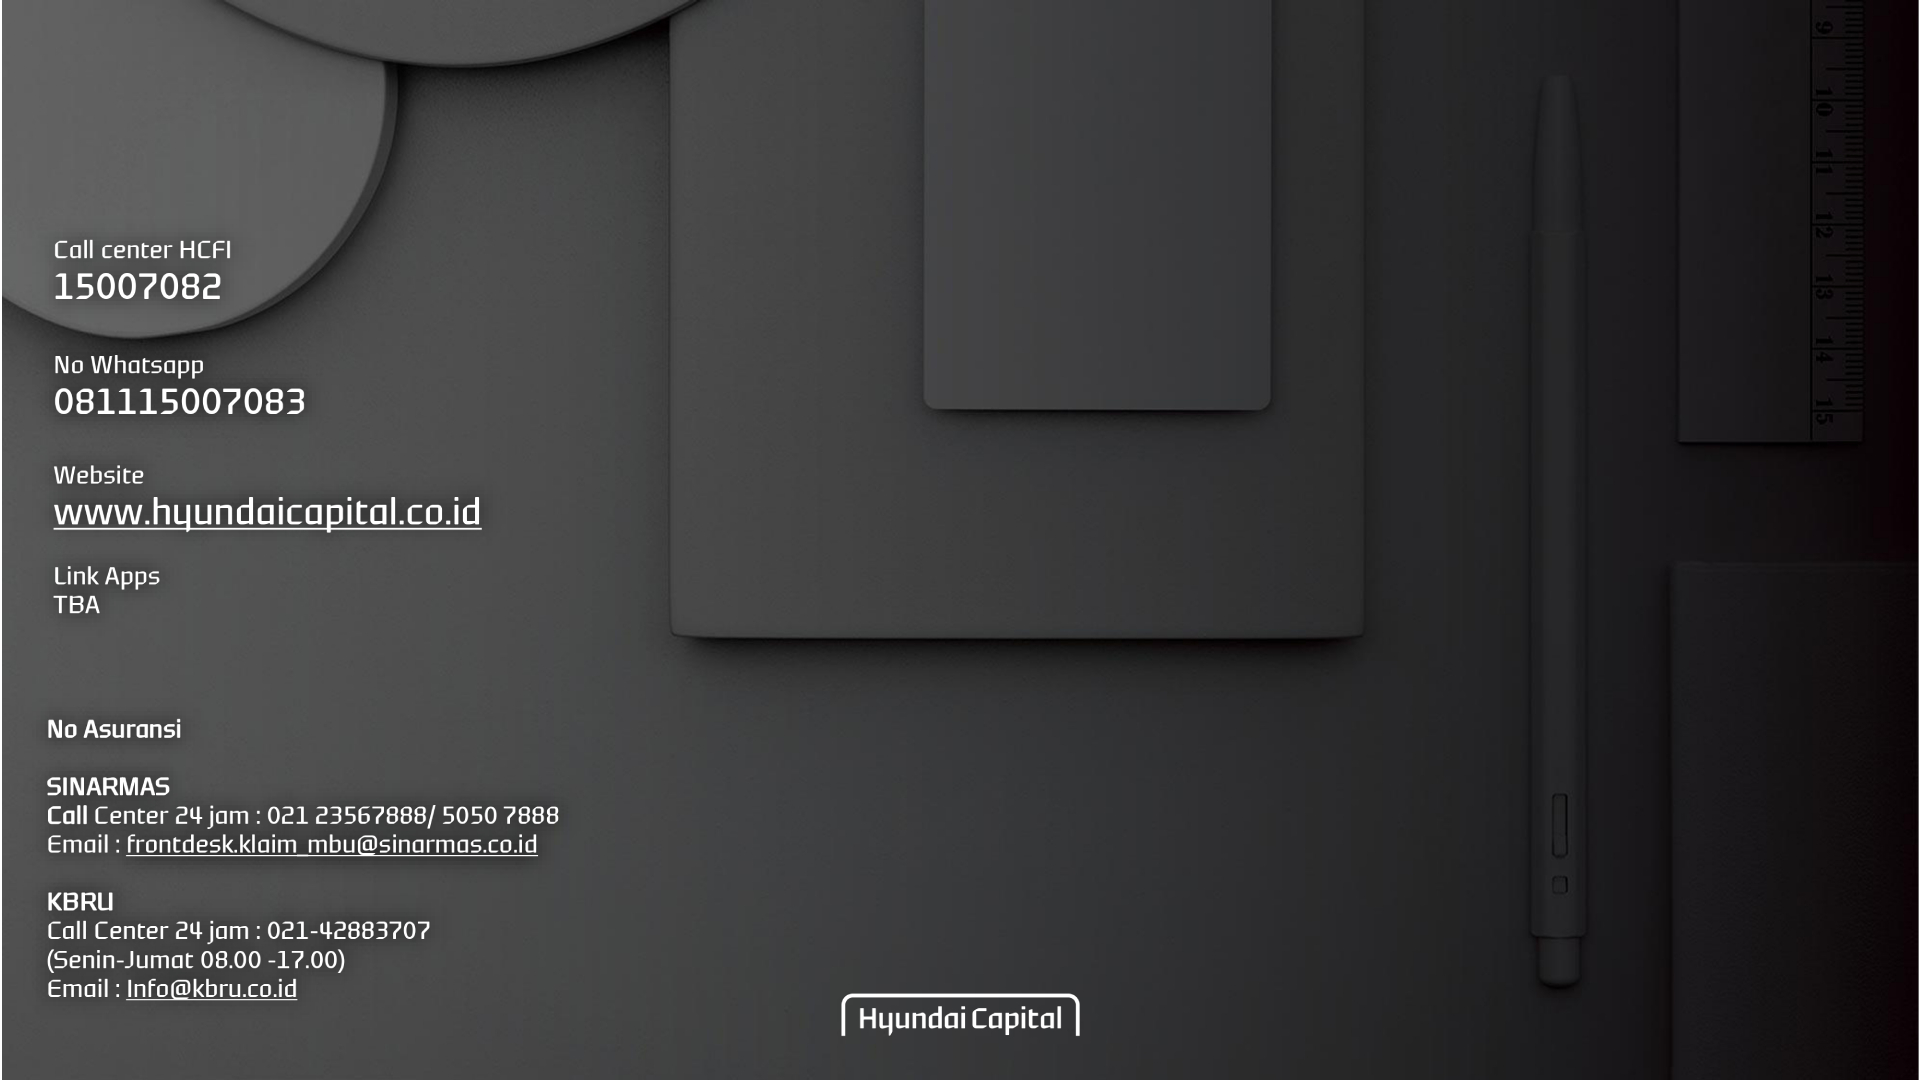 Call center HCFI
15007082
No Whatsapp
081115007083
Website
www.hyundaicapital.co.id
Link Apps
TBA
No Asuransi
SINARMAS
Call Center 24 jam : 021 23567888/ 5050 7888
Email : frontdesk.klaim_mbu@sinarmas.co.id
KBRU
Call Center 24 jam : 021-42883707
(Senin-Jumat 08.00 -17.00)
Email : Info@kbru.co.id
Hyundai Capital
9
10
11
12
13
14
15